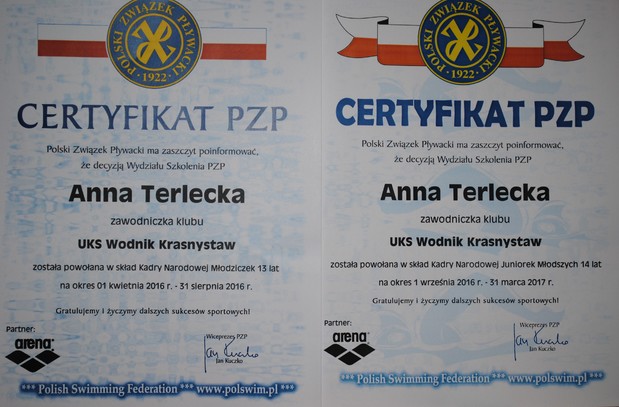 POLSKI ZWIĄZEK PŁYWACKI
· 1922 ·
CERTYFIKAT PZP
Polski Związek Pływacki ma zaszczyt poinformować,
że decyzją Wydziału Szkolenia PZP
Anna Terlecka
zawodniczka klubu
UKS Wodnik Krasnystaw
została powołana w skład Kadry Narodowej Młodziczek 13 lat
na okres 01 kwietnia 2016 r. - 31 sierpnia 2016 r.
Gratulujemy i życzymy dalszych sukcesów sportowych!
Partner:
arena
Wiceprezes PZP
Jan Kuczko
*** Polish Swimming Federation *** www.polswim.pl ***
POLSKI ZWIĄZEK PŁYWACKI
· 1922 ·
CERTYFIKAT PZP
Polski Związek Pływacki ma zaszczyt poinformować,
że decyzją Wydziału Szkolenia PZP
Anna Terlecka
zawodniczka klubu
UKS Wodnik Krasnystaw
została powołana w skład Kadry Narodowej Juniorek Młodszych 14 lat
na okres 1 września 2016 r. - 31 marca 2017 r.
Gratulujemy i życzymy dalszych sukcesów sportowych!
Partner:
arena
Wiceprezes PZP
Jan Kuczko
*** Polish Swimming Federation *** www.polswim.pl ***